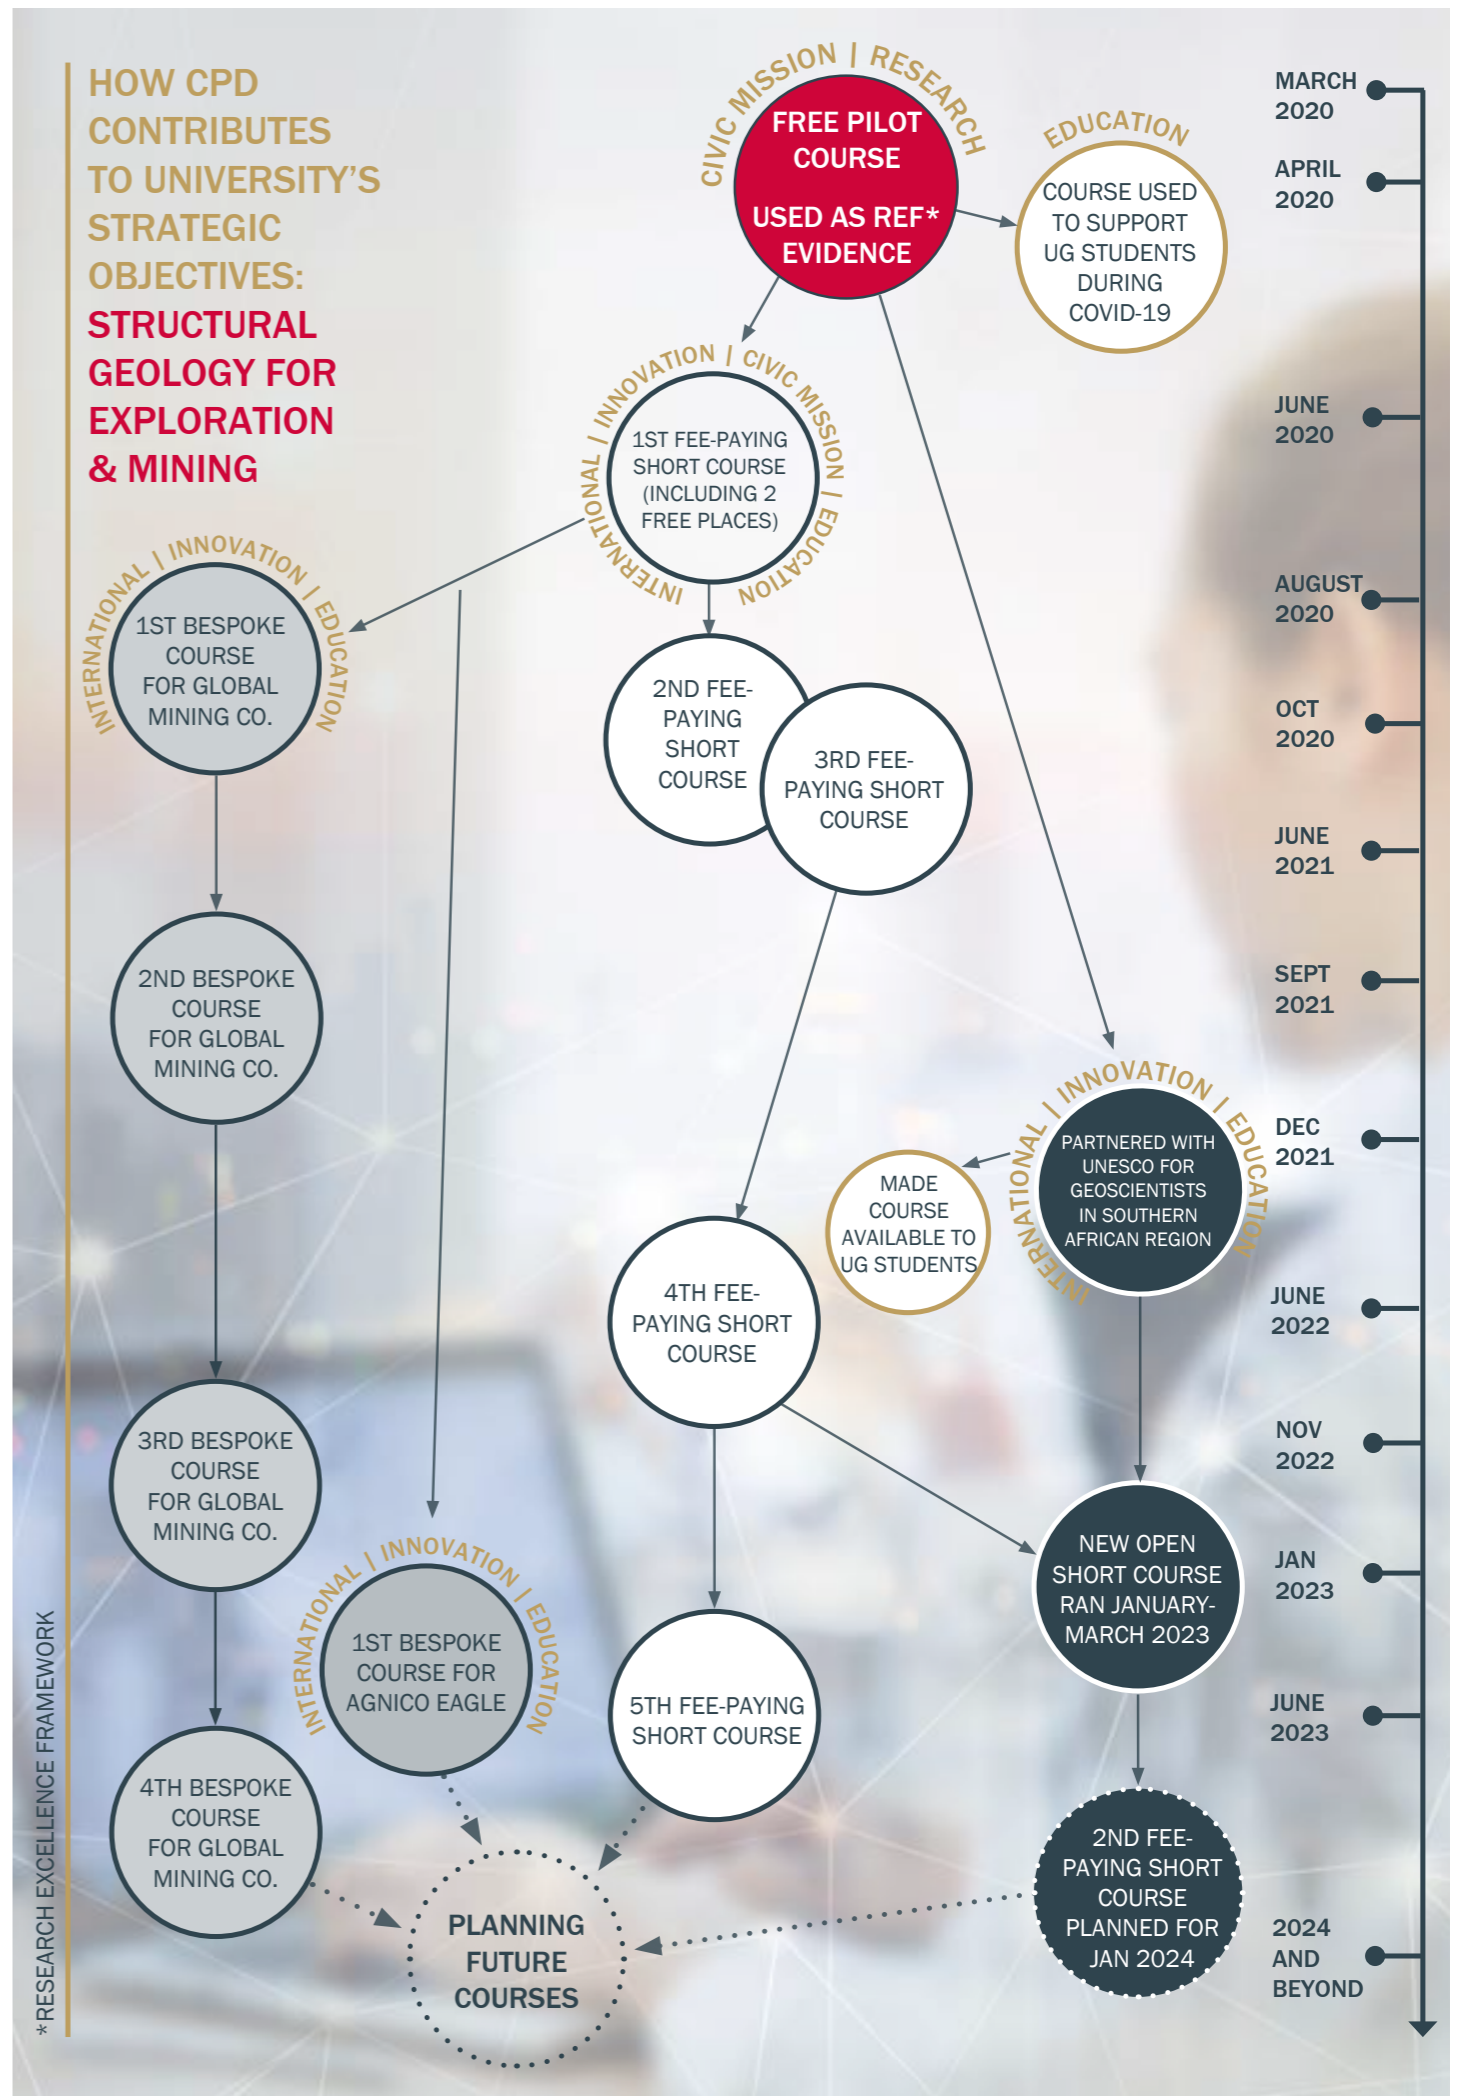 HOW CPD
CONTRIBUTES
TO UNIVERSITY'S
STRATEGIC
OBJECTIVES:
STRUCTURAL
GEOLOGY FOR
EXPLORATION
& MINING
CIVIC MISSION | RESEARCH
FREE PILOT
COURSE
USED AS REF*
EVIDENCE
EDUCATION
COURSE USED
TO SUPPORT
UG STUDENTS
DURING
COVID-19
INTERNATIONAL | INNOVATION | CIVIC MISSION | EDUCATION
1ST FEE-PAYING
SHORT COURSE
(INCLUDING 2
FREE PLACES)
INTERNATIONAL | INNOVATION | EDUCATION
1ST BESPOKE
COURSE
FOR GLOBAL
MINING CO.
2ND FEE-
PAYING
SHORT
COURSE
3RD FEE-
PAYING SHORT
COURSE
2ND BESPOKE
COURSE
FOR GLOBAL
MINING CO.
INTERNATIONAL | INNOVATION | EDUCATION
PARTNERED WITH
UNESCO FOR
GEOSCIENTISTS
IN SOUTHERN
AFRICAN REGION
MADE
COURSE
AVAILABLE TO
UG STUDENTS
4TH FEE-
PAYING SHORT
COURSE
3RD BESPOKE
COURSE
FOR GLOBAL
MINING CO.
INTERNATIONAL | INNOVATION | EDUCATION
1ST BESPOKE
COURSE FOR
AGNICO EAGLE
NEW OPEN
SHORT COURSE
RAN JANUARY-
MARCH 2023
5TH FEE-PAYING
SHORT COURSE
4TH BESPOKE
COURSE
FOR GLOBAL
MINING CO.
2ND FEE-
PAYING SHORT
COURSE
PLANNED FOR
JAN 2024
PLANNING
FUTURE
COURSES
MARCH
2020
APRIL
2020
JUNE
2020
AUGUST
2020
OCT
2020
JUNE
2021
SEPT
2021
DEC
2021
JUNE
2022
NOV
2022
JAN
2023
JUNE
2023
2024
AND
BEYOND
*RESEARCH EXCELLENCE FRAMEWORK